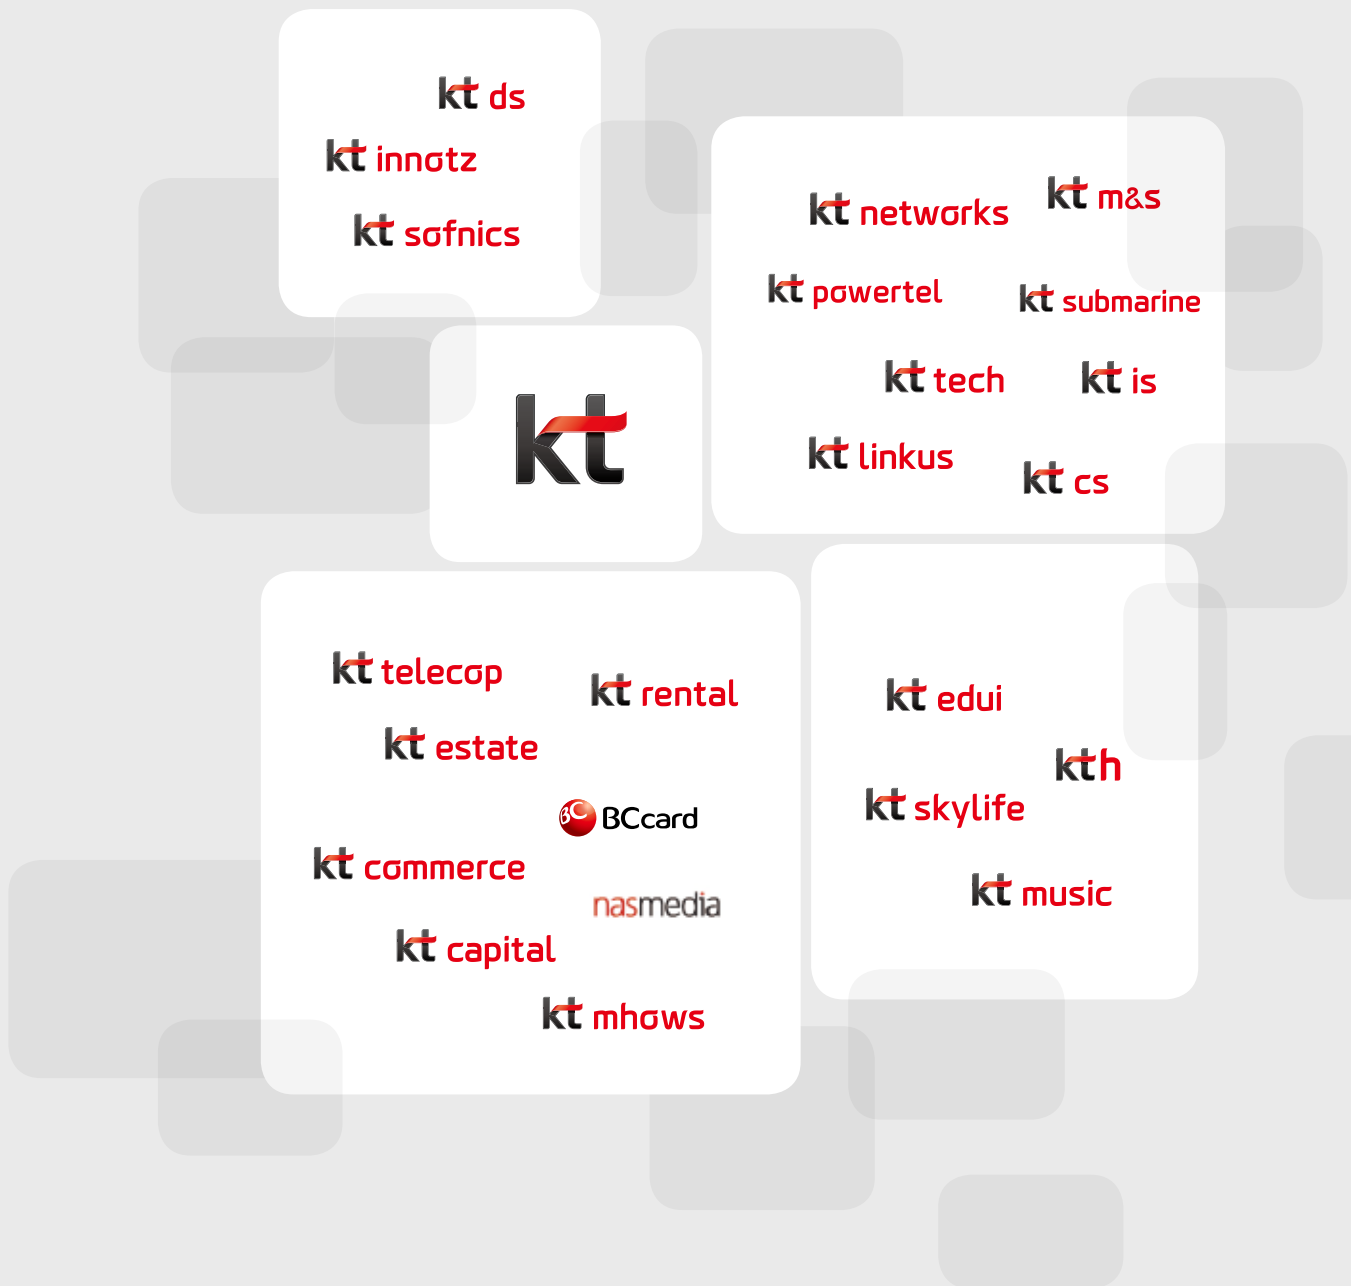 kt ds
kt innotz
kt sofnics
kt networks
kt m&s
kt powertel
kt submarine
kt tech
kt is
kt linkus
kt cs
kt
kt telecop
kt rental
kt estate
BC BCcard
kt commerce
nasmedia
kt capital
kt mhows
kt edui
kth
kt skylife
kt music